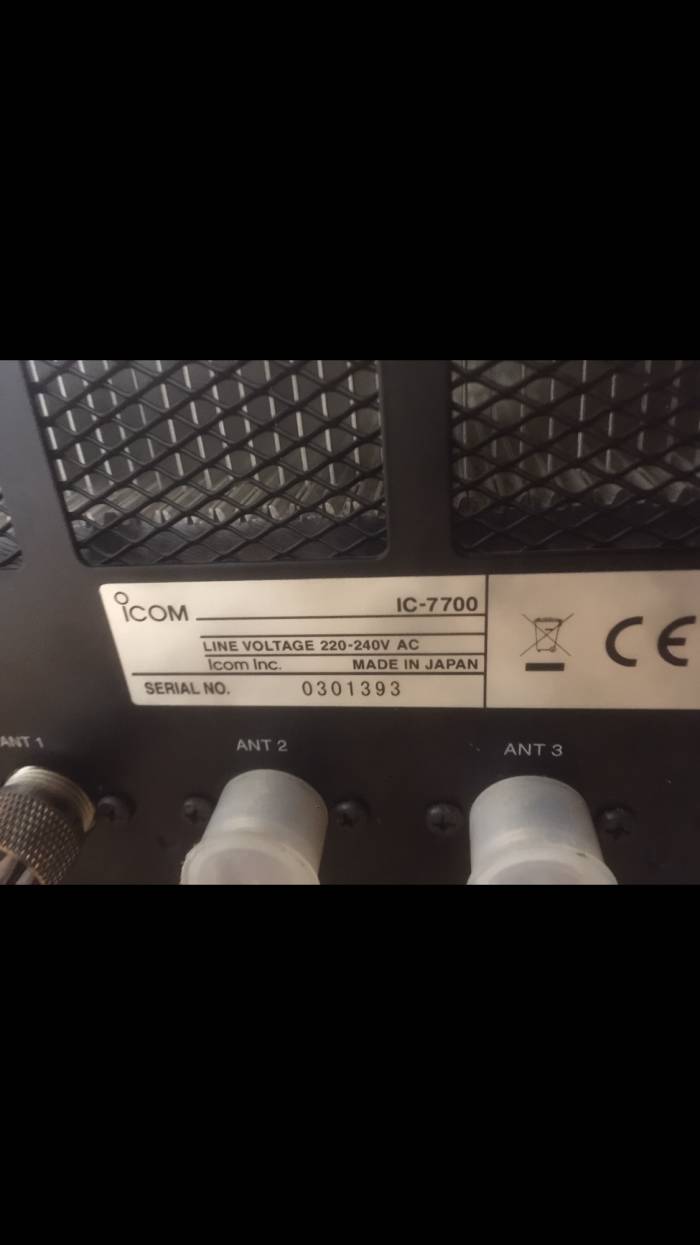 ICOM
IC-7700
LINE VOLTAGE 220-240V AC
Icom Inc. MADE IN JAPAN
SERIAL NO. 0301393
CE
ANT 1
ANT 2
ANT 3